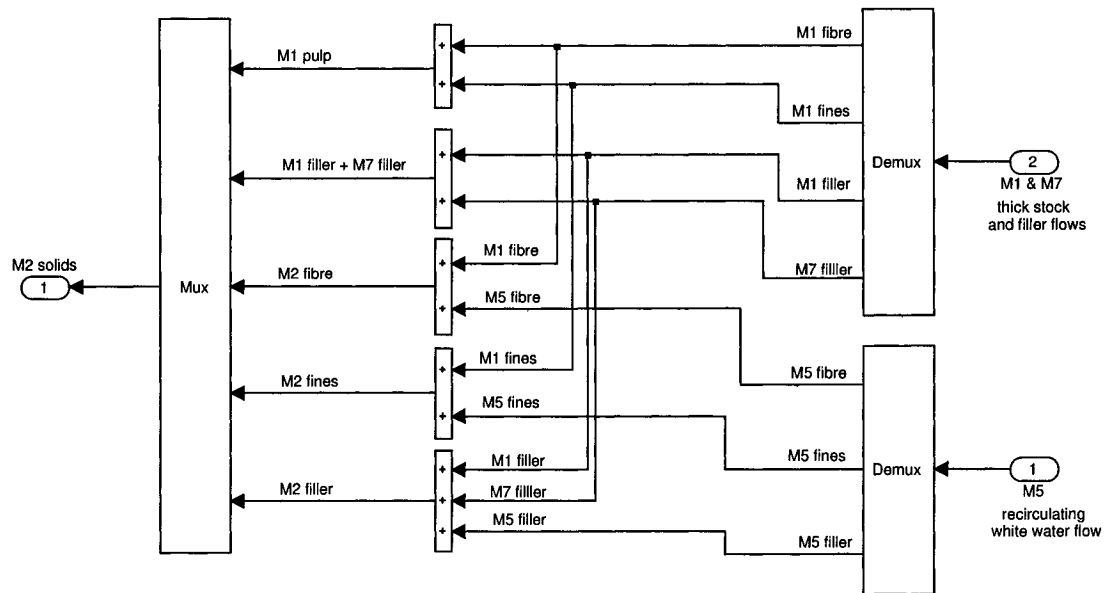 M1 fibre
M1 pulp
+
+
M1 fines
+
M1 filler + M7 filler
+
M1 filler
Demux
2
M1 & M7
thick stock
and filler flows
M1 fibre
+
M7 filller
M2 solids
1
Mux
M2 fibre
M5 fibre
+
M1 fines
+
M5 fibre
M2 fines
M5 fines
+
M1 filler
+
M5 fines
Demux
1
M5
M2 filler
M7 filller
+
M5 filler
+
M5 filler
recirculating
white water flow